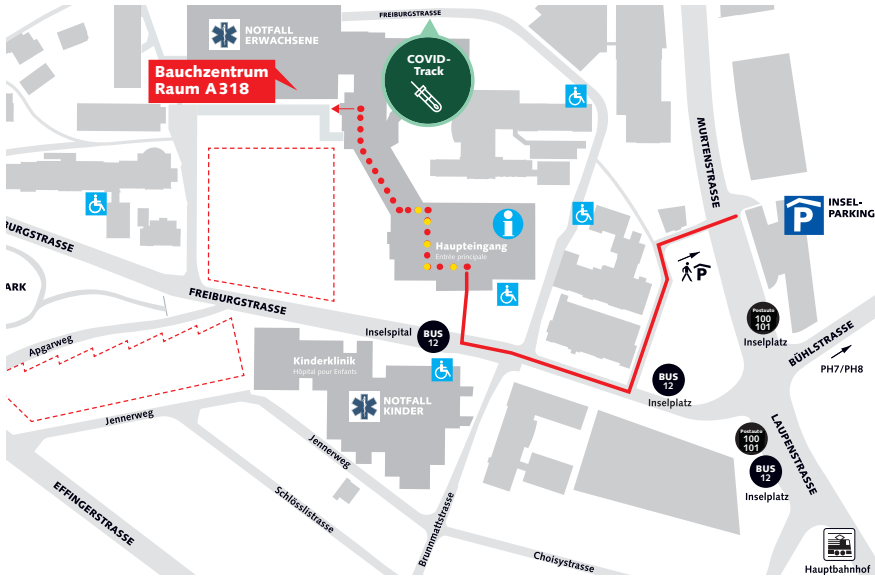 FREIBURGSTRASSE
NOTFALL
ERWACHSENE
COVID-
Track
Bauchzentrum
Raum A318
MURTENSTRASSE
INSEL-
PARKING
P
i
Haupteingang
Entrée principale
BURGSTRASSE
P
ARK
FREIBURGSTRASSE
Inselspital
BUS
12
Postauto
100
101
Inselplatz
BÜHLSTRASSE
PH7/PH8
Apgarweg
Kinderklinik
Hôpital pour Enfants
NOTFALL
KINDER
BUS
12
Inselplatz
Jennerweg
Jennerweg
LAUPENSTRASSE
Postauto
100
101
BUS
12
Inselplatz
EFFINGERSTRASSE
Schlösslistrasse
Brunnmattstrasse
Choisystrasse
Hauptbahnhof